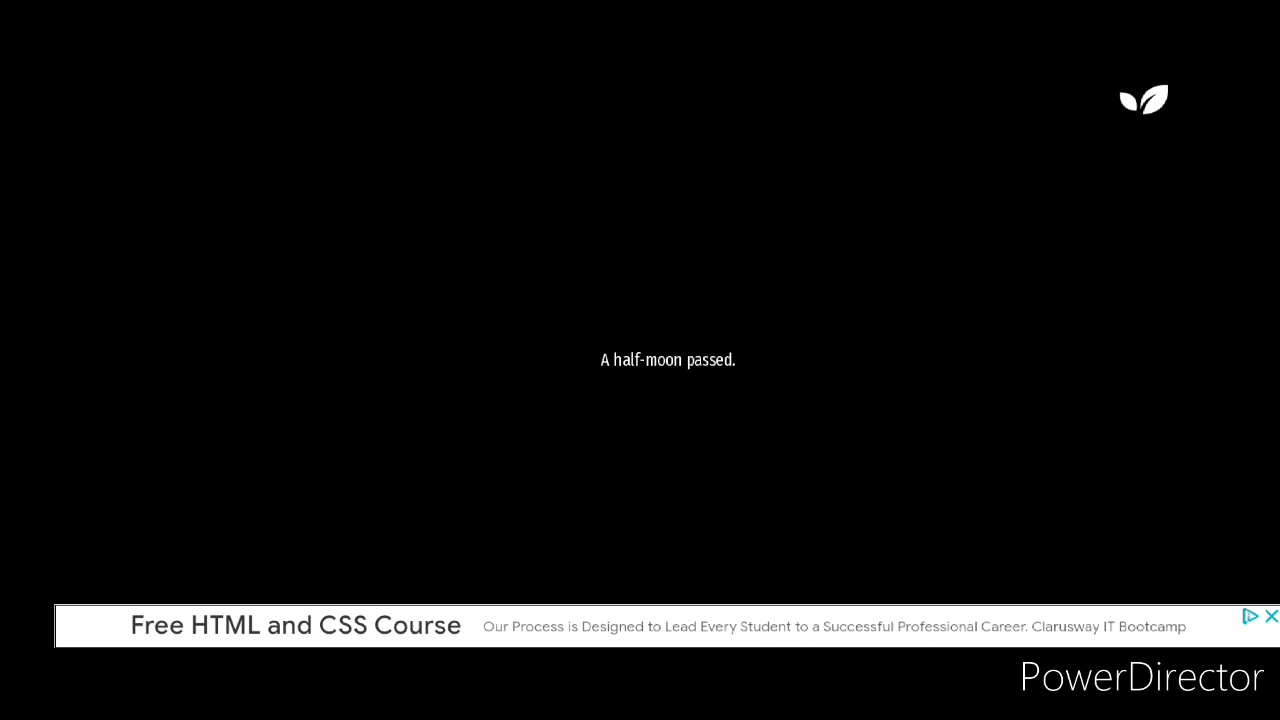 A half-moon passed.
Free HTML and CSS Course Our Process is Designed to Lead Every Student to a Successful Professional Career. Clarusway IT Bootcamp
PowerDirector